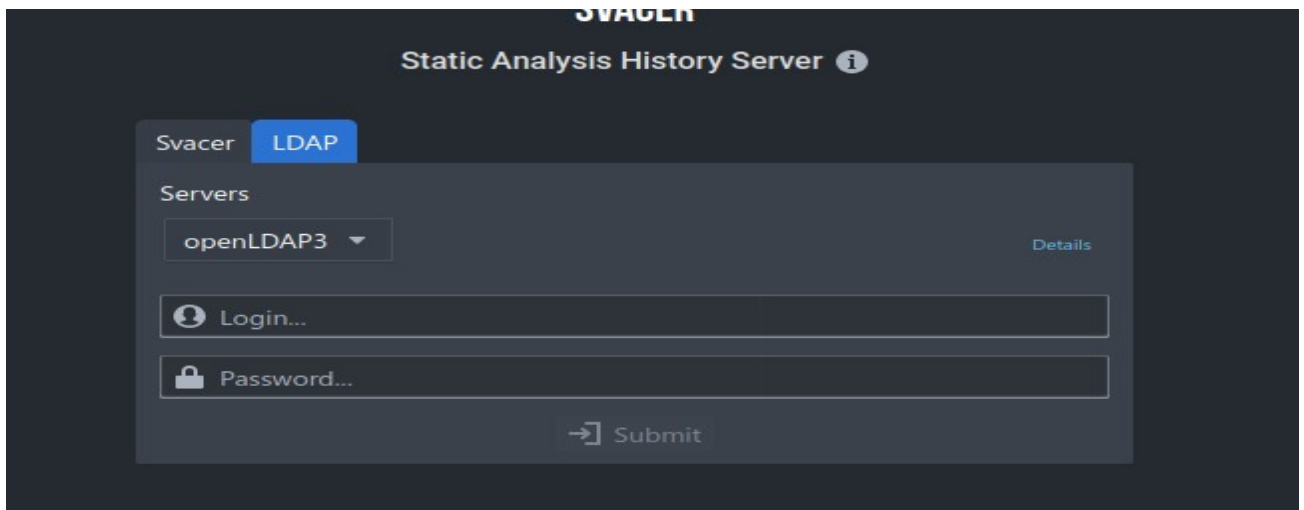 SVACER
Static Analysis History Server
Svacer LDAP
Servers
openLDAP3
Details
Login...
Password...
Submit